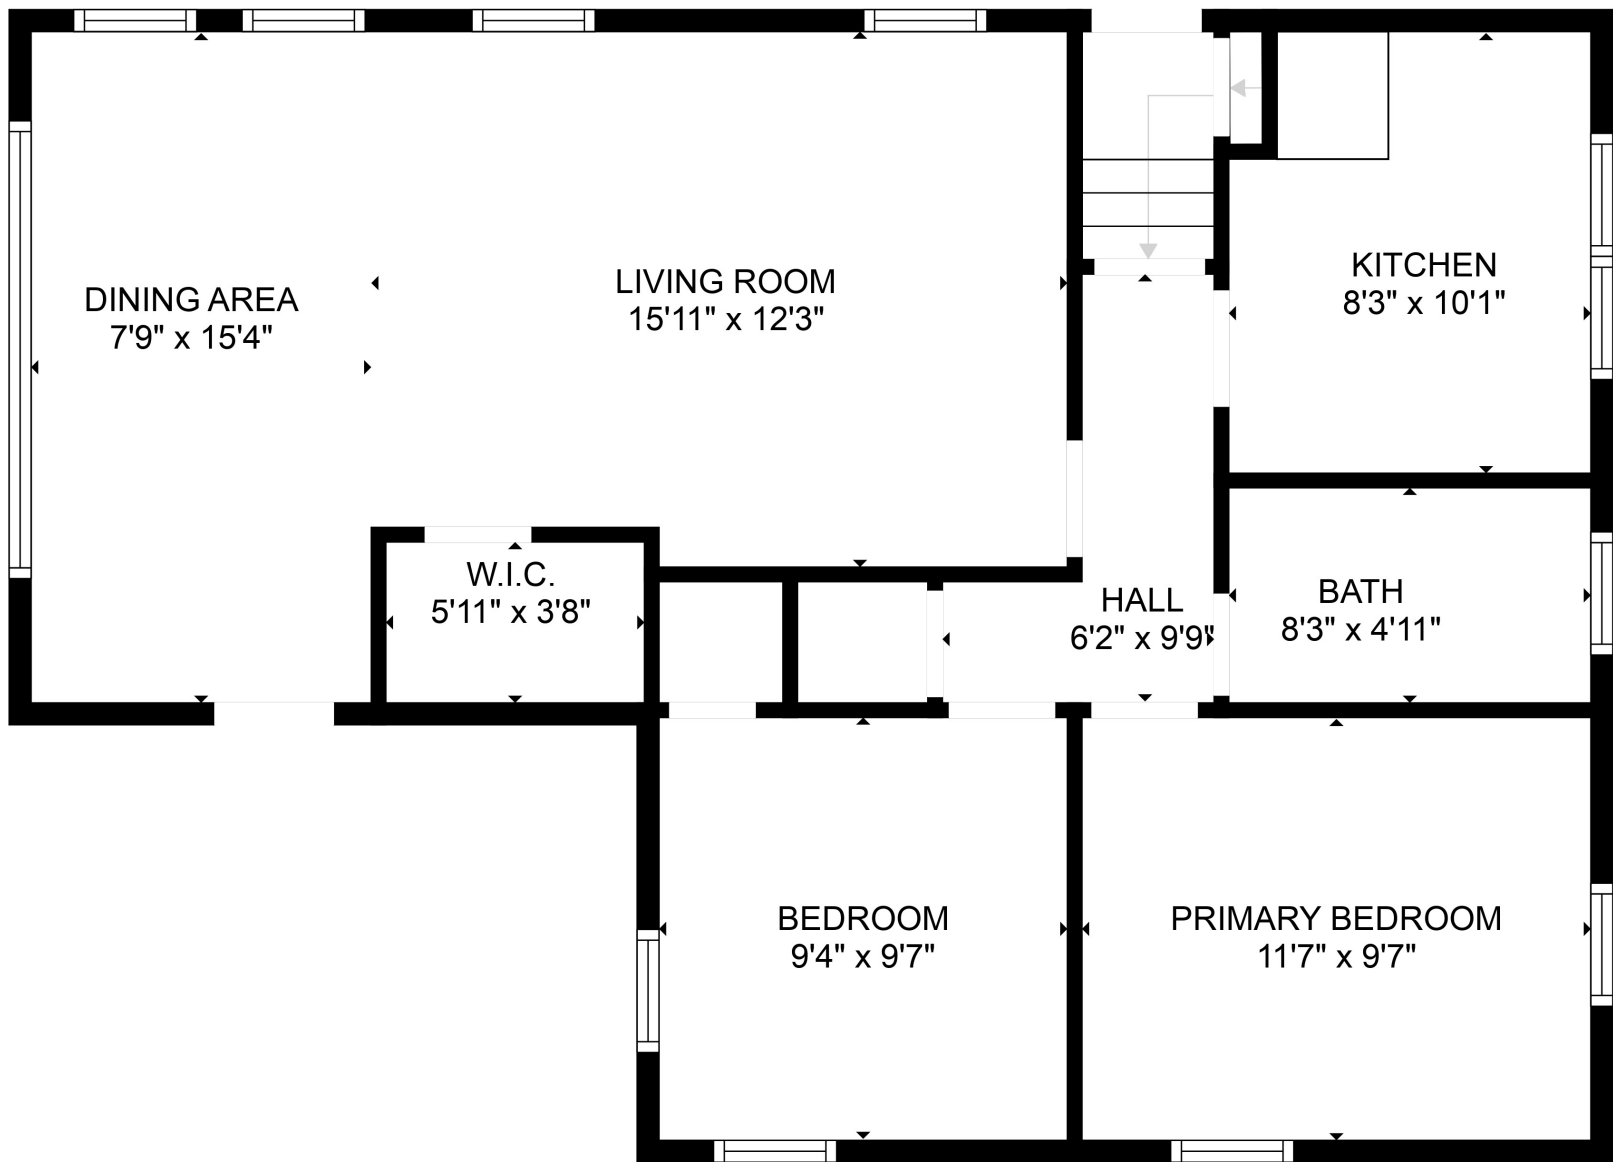 DINING AREA
7'9" x 15'4"
LIVING ROOM
15'11" x 12'3"
KITCHEN
8'3" x 10'1"
W.I.C.
5'11" x 3'8"
HALL
6'2" x 9'9"
BATH
8'3" x 4'11"
BEDROOM
9'4" x 9'7"
PRIMARY BEDROOM
11'7" x 9'7"